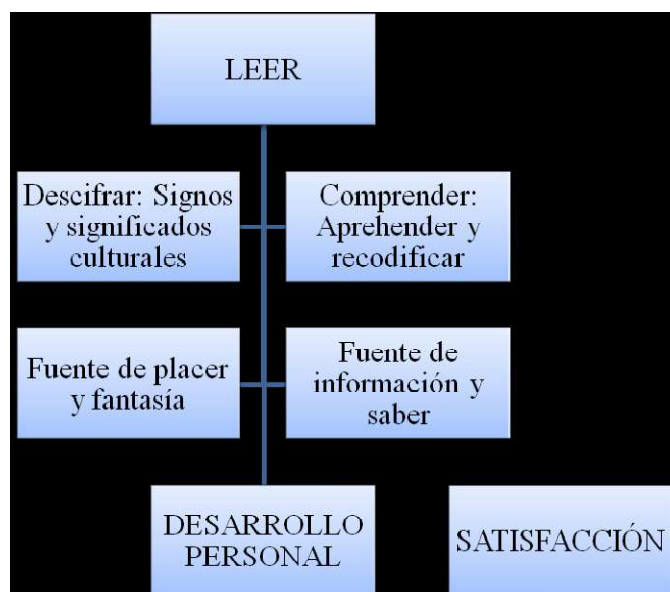 LEER
Descifrar: Signos
y significados
culturales
Comprender:
Aprehender y
recodificar
Fuente de placer
y fantasía
Fuente de
información y
saber
DESARROLLO
PERSONAL
SATISFACCIÓN